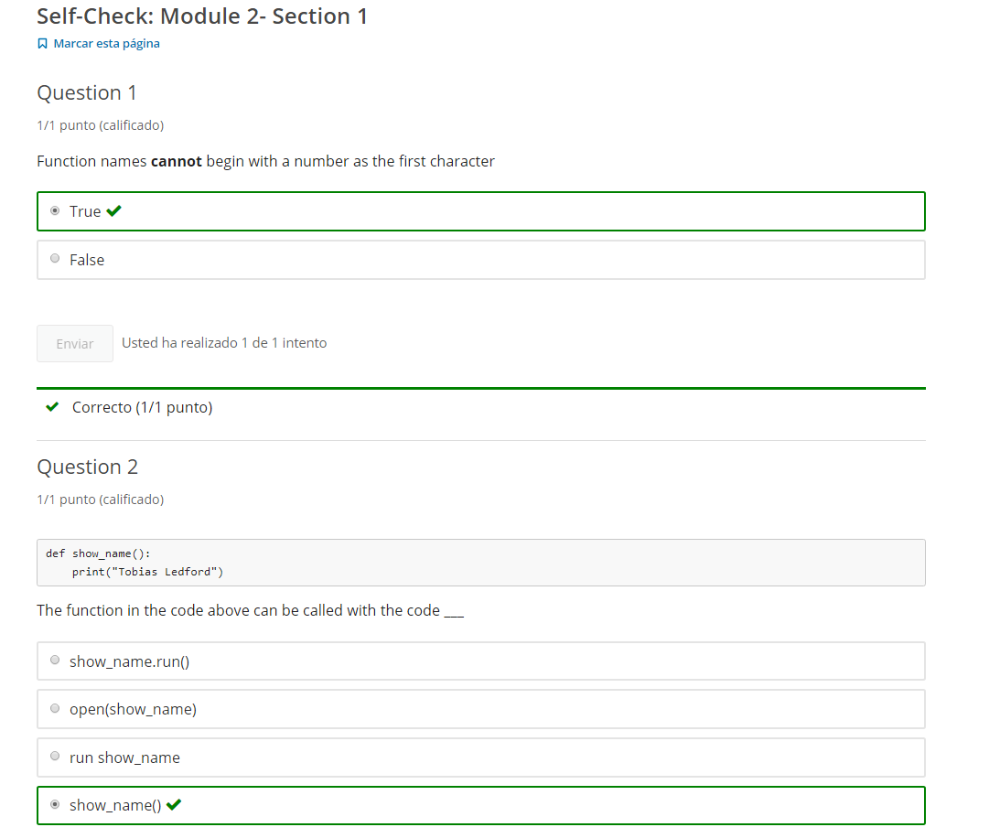 Self-Check: Module 2- Section 1
Marcar esta página
Question 1
1/1 punto (calificado)
Function names cannot begin with a number as the first character
True
False
Enviar Usted ha realizado 1 de 1 intento
Correcto (1/1 punto)
Question 2
1/1 punto (calificado)
def show_name():
    print("Tobias Ledford")
The function in the code above can be called with the code ___
show_name.run()
open(show_name)
run show_name
show_name()